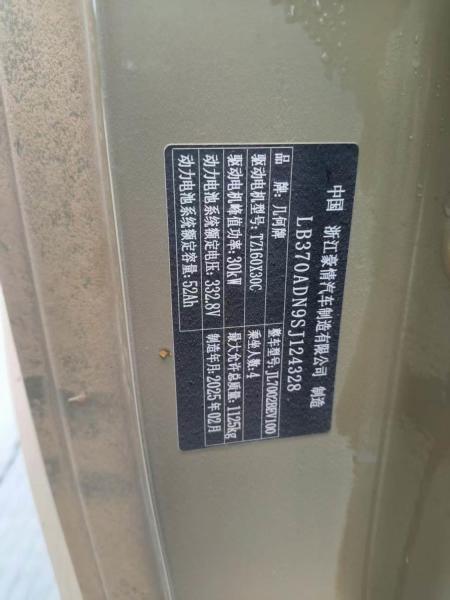 中国 浙江豪情汽车制造有限公司 制造
LB370ADN9SJ124328
品 牌: 几何牌 整车型号: JL7002BEV100
驱动电机型号: TZ160X30C 乘坐人数: 4
驱动电机峰值功率: 30kW 最大允许总质量: 1125kg
动力电池系统额定电压: 332.8V 制造年月: 2025年02月
动力电池系统额定容量: 52Ah